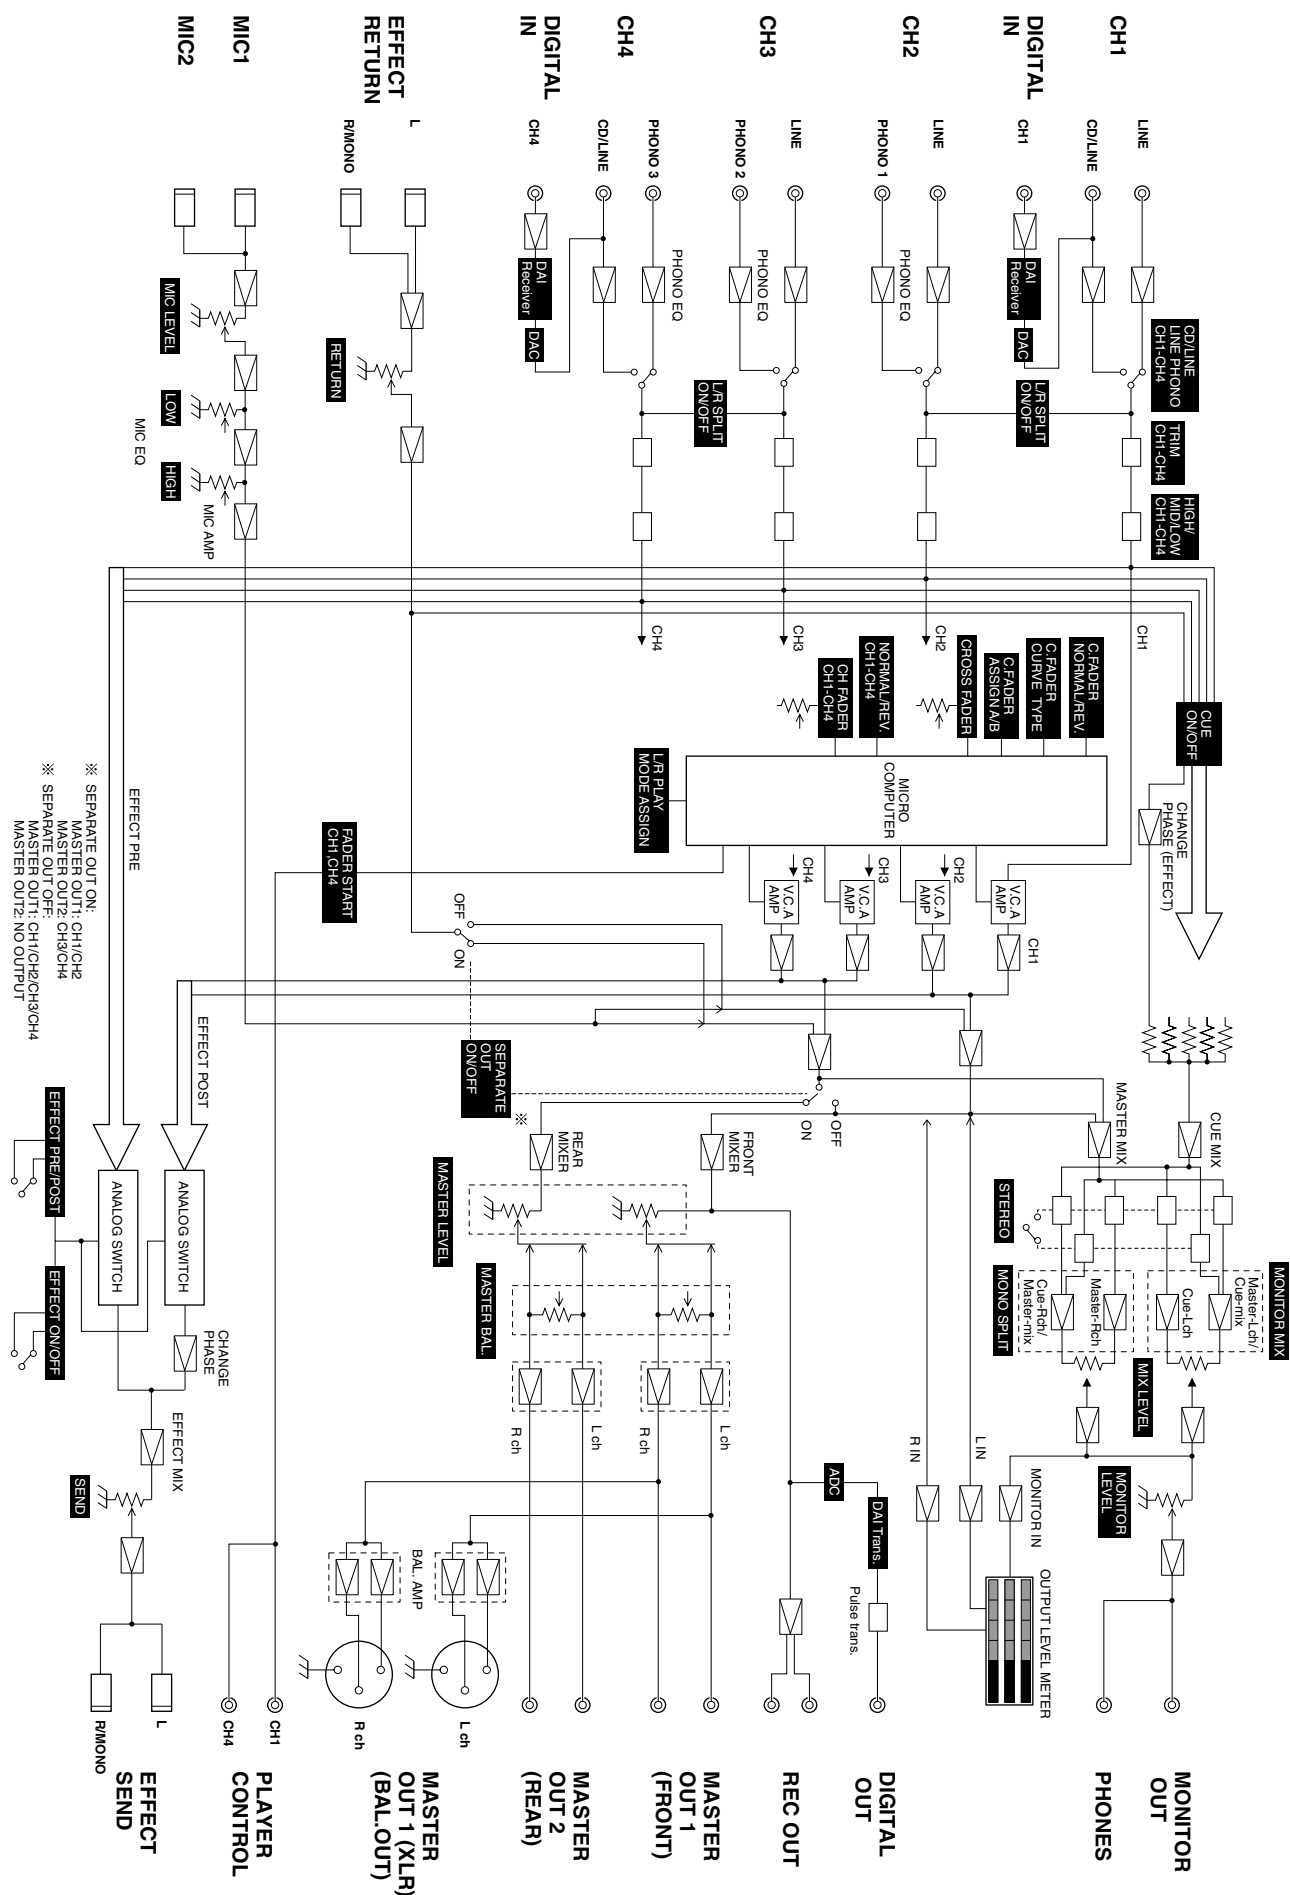 CH1
LINE
CD/LINE
DIGITAL
IN
CH1
CH2
LINE
PHONO 1
CH3
LINE
PHONO 2
CH4
PHONO 3
CD/LINE
DIGITAL
IN
CH4
EFFECT
RETURN
L
R/MONO
MIC1
MIC2
DAI
Receiver
DAC
PHONO EQ
PHONO EQ
PHONO EQ
DAI
Receiver
DAC
CD/LINE
LINE PHONO
CH1-CH4
L/R SPLIT
ON/OFF
L/R SPLIT
ON/OFF
TRIM
CH1-CH4
HIGH/
MID/LOW
CH1-CH4
RETURN
MIC LEVEL
LOW
HIGH
MIC EQ
MIC AMP
CH1
CH2
CH3
CH4
C.FADER
NORMAL/REV.
C.FADER
CURVE TYPE
C.FADER
ASSIGN A/B
CROSS FADER
NORMAL/REV.
CH1-CH4
CH FADER
CH1-CH4
MICRO
COMPUTER
L/R PLAY
MODE ASSIGN
FADER START
CH1,CH4
CUE
ON/OFF
CHANGE
PHASE (EFFECT)
CH2
CH3
CH4
V.C.A
AMP
V.C.A
AMP
V.C.A
AMP
V.C.A
AMP
CH1
OFF
ON
SEPARATE
OUT
ON/OFF
※
OFF
ON
EFFECT PRE
EFFECT POST
※ SEPARATE OUT ON:
MASTER OUT1: CH1/CH2
MASTER OUT2: CH3/CH4
※ SEPARATE OUT OFF:
MASTER OUT1: CH1/CH2/CH3/CH4
MASTER OUT2: NO OUTPUT
CUE MIX
MASTER MIX
STEREO
MONITOR MIX
Master-Lch/
Cue-mix
Cue-Lch
Master-Rch
Cue-Rch/
Master-mix
MONO SPLIT
MIX LEVEL
MONITOR
LEVEL
FRONT
MIXER
REAR
MIXER
MASTER LEVEL
MASTER BAL.
L ch
R ch
L ch
R ch
R IN
L IN
MONITOR IN
OUTPUT LEVEL METER
ADC
DAI Trans.
Pulse trans.
BAL. AMP
EFFECT PRE/POST
EFFECT ON/OFF
ANALOG SWITCH
ANALOG SWITCH
CHANGE
PHASE
EFFECT MIX
SEND
MONITOR
OUT
PHONES
DIGITAL
OUT
REC OUT
MASTER
OUT 1
(FRONT)
MASTER
OUT 2
(REAR)
L ch
R ch
MASTER
OUT 1 (XLR)
(BAL.OUT)
CH1
CH4
PLAYER
CONTROL
L
R/MONO
EFFECT
SEND